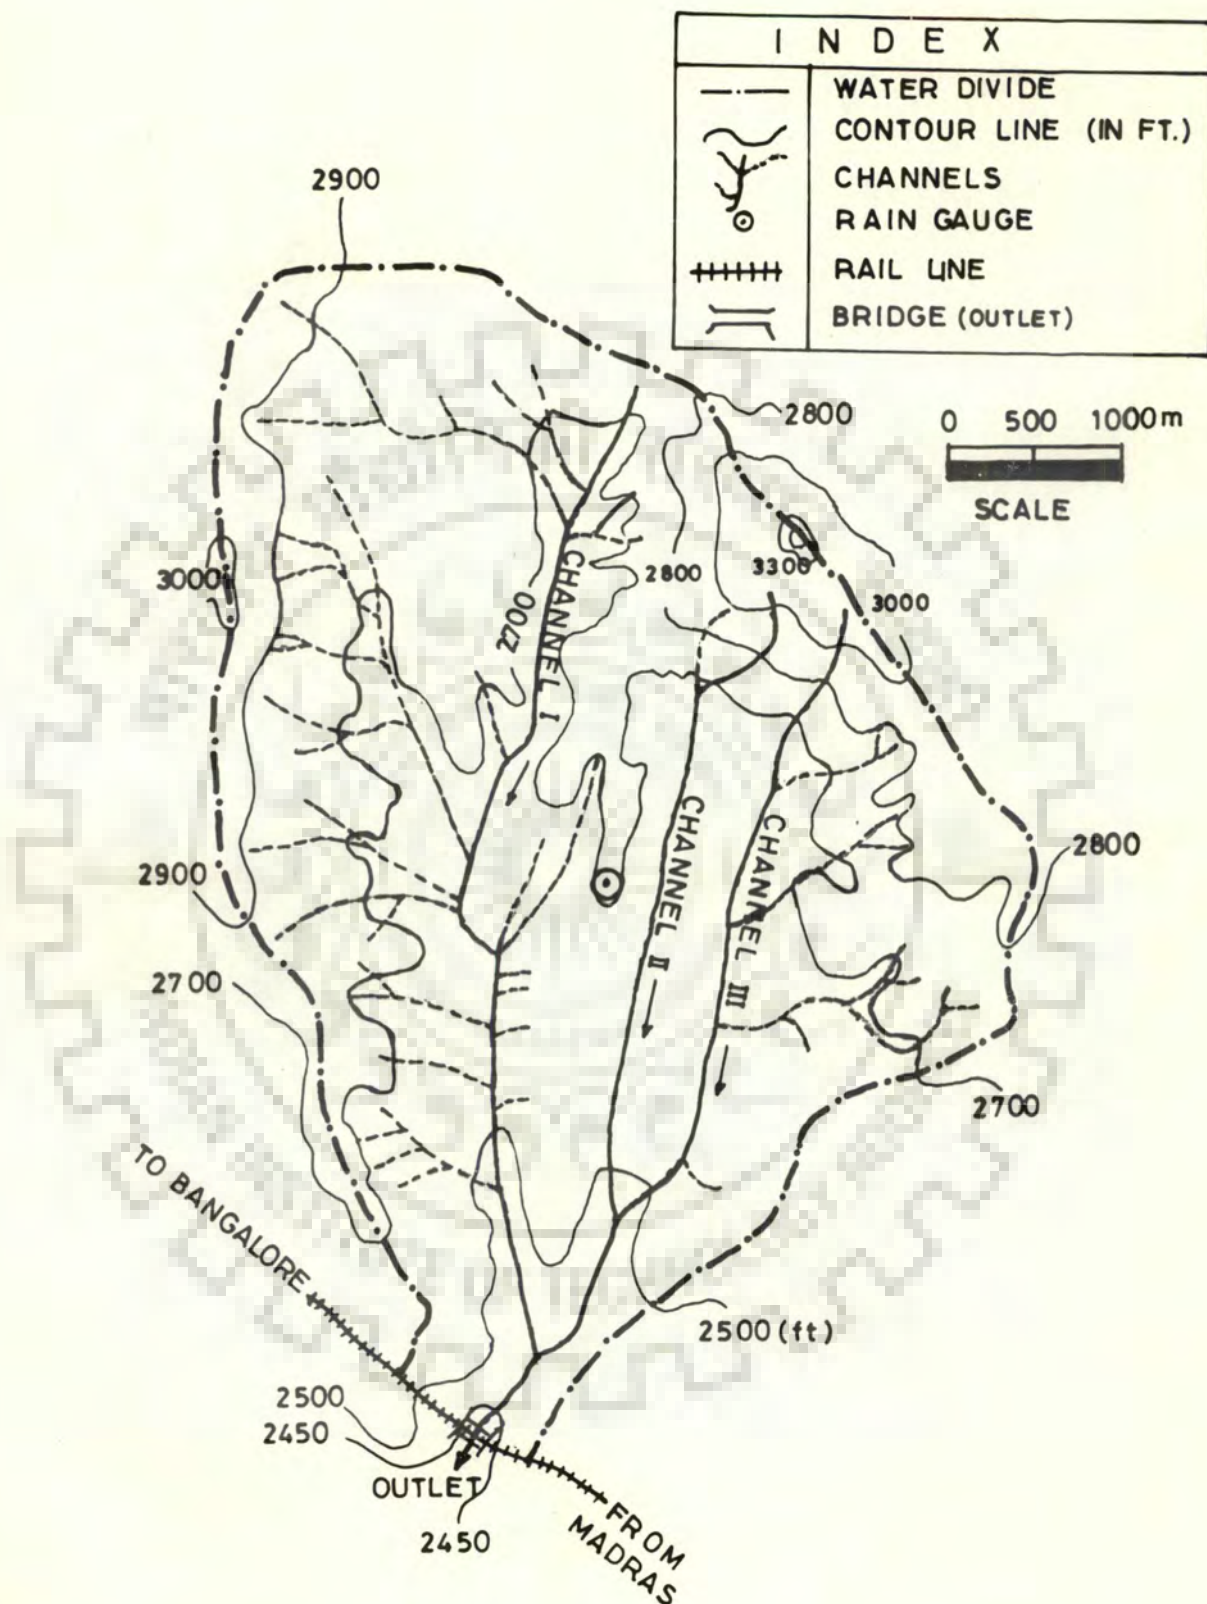 I N D E X
WATER DIVIDE
CONTOUR LINE (IN FT.)
CHANNELS
RAIN GAUGE
RAIL LINE
BRIDGE (OUTLET)
2900
2800
0 500 1000m
SCALE
3000
2800
3300
3000
2700
CHANNEL I
CHANNEL II
CHANNEL III
2800
2900
2700
2700
TO BANGALORE
2500 (ft)
2500
2450
OUTLET
2450
FROM
MADRAS